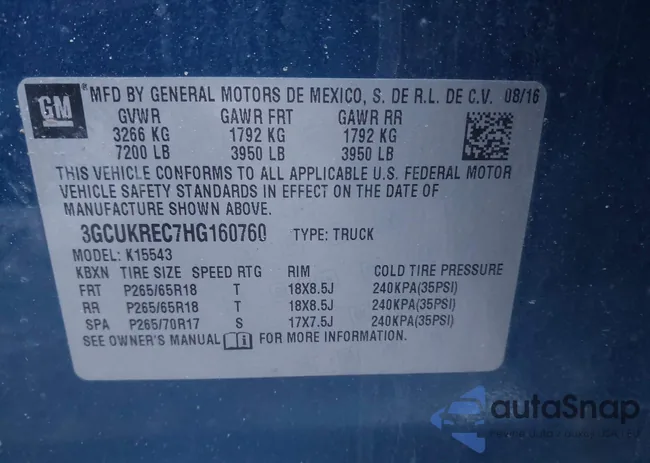 GM
*MFD BY GENERAL MOTORS DE MEXICO, S. DE R.L. DE C.V. 08/16
GVWR GAWR FRT GAWR RR
3266 KG 1792 KG 1792 KG
7200 LB 3950 LB 3950 LB
THIS VEHICLE CONFORMS TO ALL APPLICABLE U.S. FEDERAL MOTOR
VEHICLE SAFETY STANDARDS IN EFFECT ON THE DATE OF
MANUFACTURE SHOWN ABOVE.
3GCUKREC7HG160760 TYPE: TRUCK
MODEL: K15543
KBXN TIRE SIZE SPEED RTG RIM COLD TIRE PRESSURE
FRT P265/65R18 T 18X8.5J 240KPA(35PSI)
RR P265/65R18 T 18X8.5J 240KPA(35PSI)
SPA P265/70R17 S 17X7.5J 240KPA(35PSI)
SEE OWNER'S MANUAL FOR MORE INFORMATION.
autaSnap